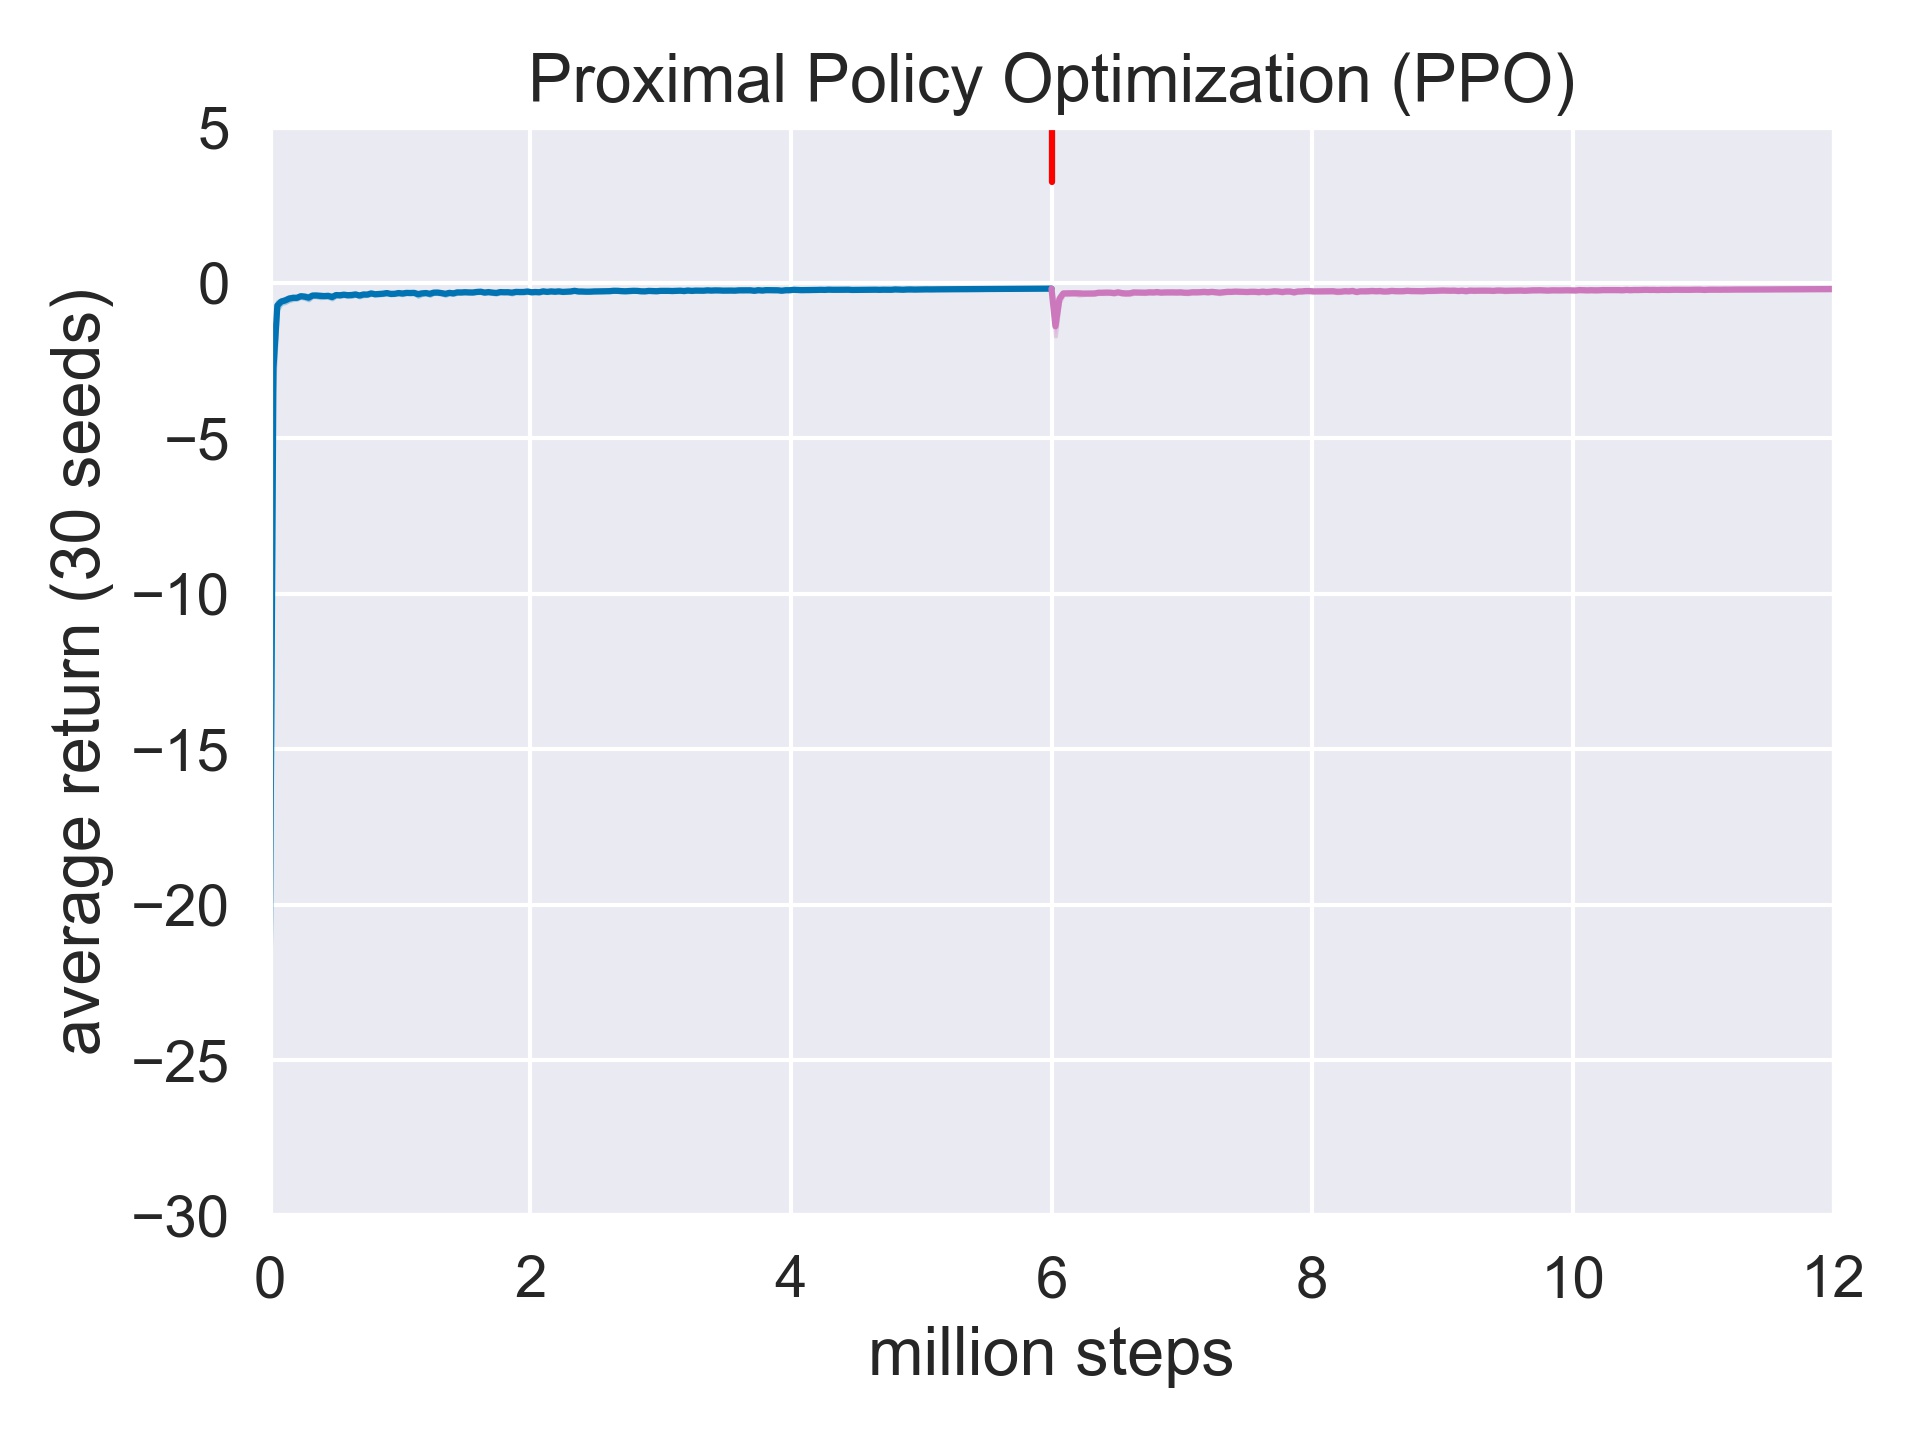 Proximal Policy Optimization (PPO)
5
0
−5
−10
−15
−20
−25
−30
average return (30 seeds)
0 2 4 6 8 10 12
million steps